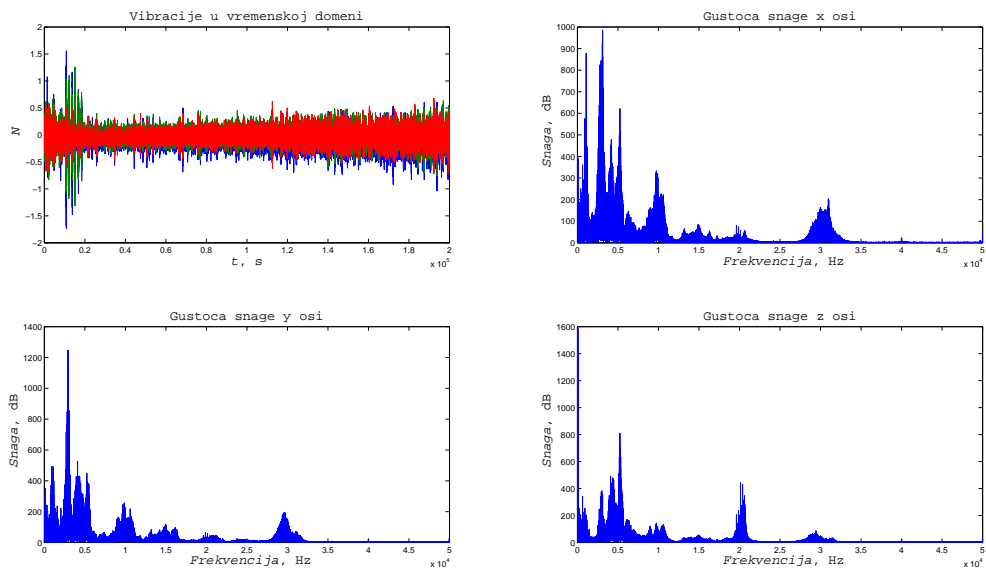 Vibracije u vremenskoj domeni
2
1.5
1
0.5
0
−0.5
−1
−1.5
−2
N
0 0.2 0.4 0.6 0.8 1 1.2 1.4 1.6 1.8 2
x 10^5
t, s
Gustoca snage x osi
1000
900
800
700
600
500
400
300
200
100
0
Snaga, dB
0 0.5 1 1.5 2 2.5 3 3.5 4 4.5 5
x 10^4
Frekvencija, Hz
Gustoca snage y osi
1400
1200
1000
800
600
400
200
0
Snaga, dB
0 0.5 1 1.5 2 2.5 3 3.5 4 4.5 5
x 10^4
Frekvencija, Hz
Gustoca snage z osi
1600
1400
1200
1000
800
600
400
200
0
Snaga, dB
0 0.5 1 1.5 2 2.5 3 3.5 4 4.5 5
x 10^4
Frekvencija, Hz